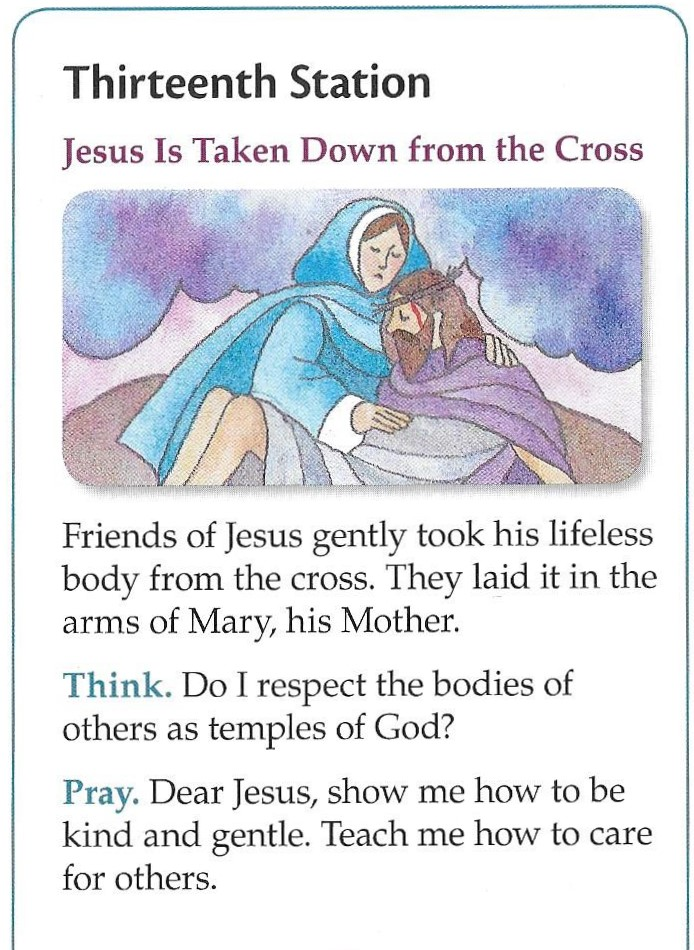 Thirteenth Station
Jesus Is Taken Down from the Cross
Friends of Jesus gently took his lifeless
body from the cross. They laid it in the
arms of Mary, his Mother.
Think. Do I respect the bodies of
others as temples of God?
Pray. Dear Jesus, show me how to be
kind and gentle. Teach me how to care
for others.